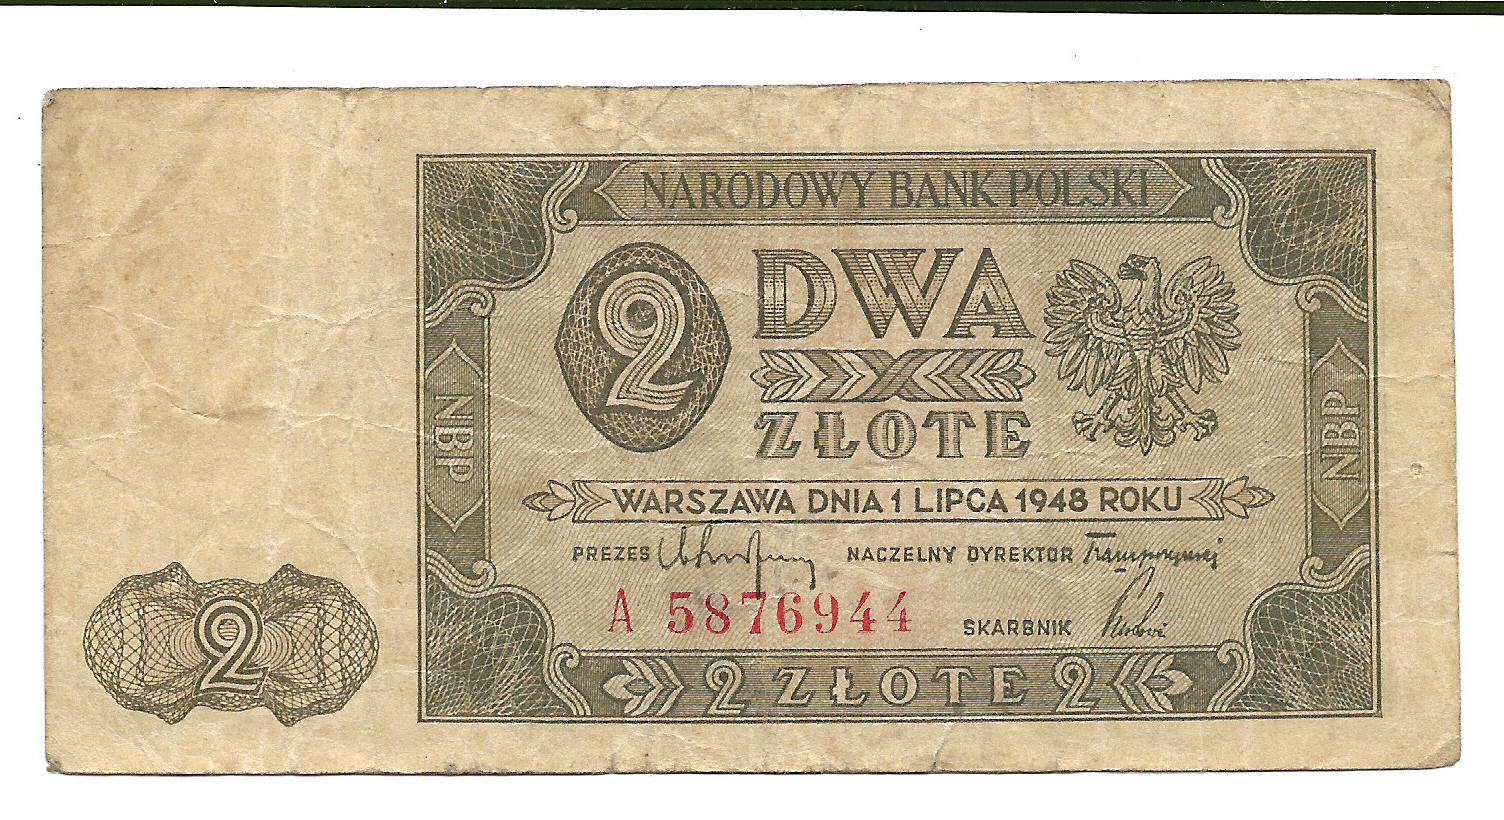 NARODOWY BANK POLSKI
2
DWA
ZŁOTE
NBP
NBP
WARSZAWA DNIA 1 LIPCA 1948 ROKU
PREZES NACZELNY DYREKTOR
A 5876944 SKARBNIK
2
2 ZŁOTE 2